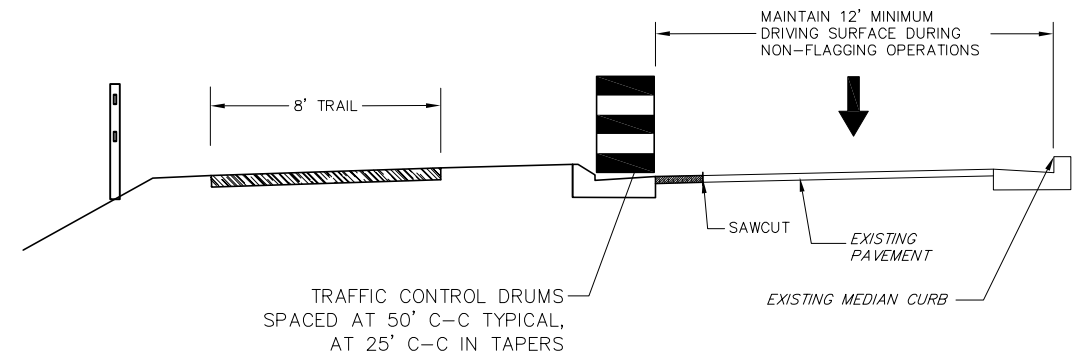 MAINTAIN 12' MINIMUM
DRIVING SURFACE DURING
NON-FLAGGING OPERATIONS
8' TRAIL
SAWCUT
EXISTING
PAVEMENT
EXISTING MEDIAN CURB
TRAFFIC CONTROL DRUMS
SPACED AT 50' C-C TYPICAL,
AT 25' C-C IN TAPERS